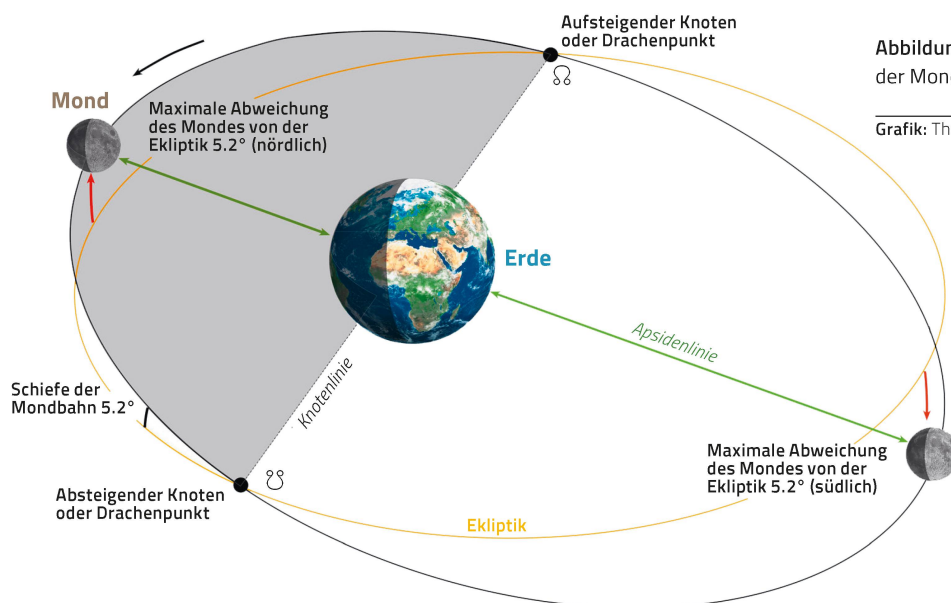 Aufsteigender Knoten
oder Drachenpunkt
☊
Abbildun
der Mon
Grafik: Th
Mond
Maximale Abweichung
des Mondes von der
Ekliptik 5.2° (nördlich)
Erde
Apsidenlinie
Knotenlinie
Schiefe der
Mondbahn 5.2°
Maximale Abweichung
des Mondes von der
Ekliptik 5.2° (südlich)
☋
Absteigender Knoten
oder Drachenpunkt
Ekliptik